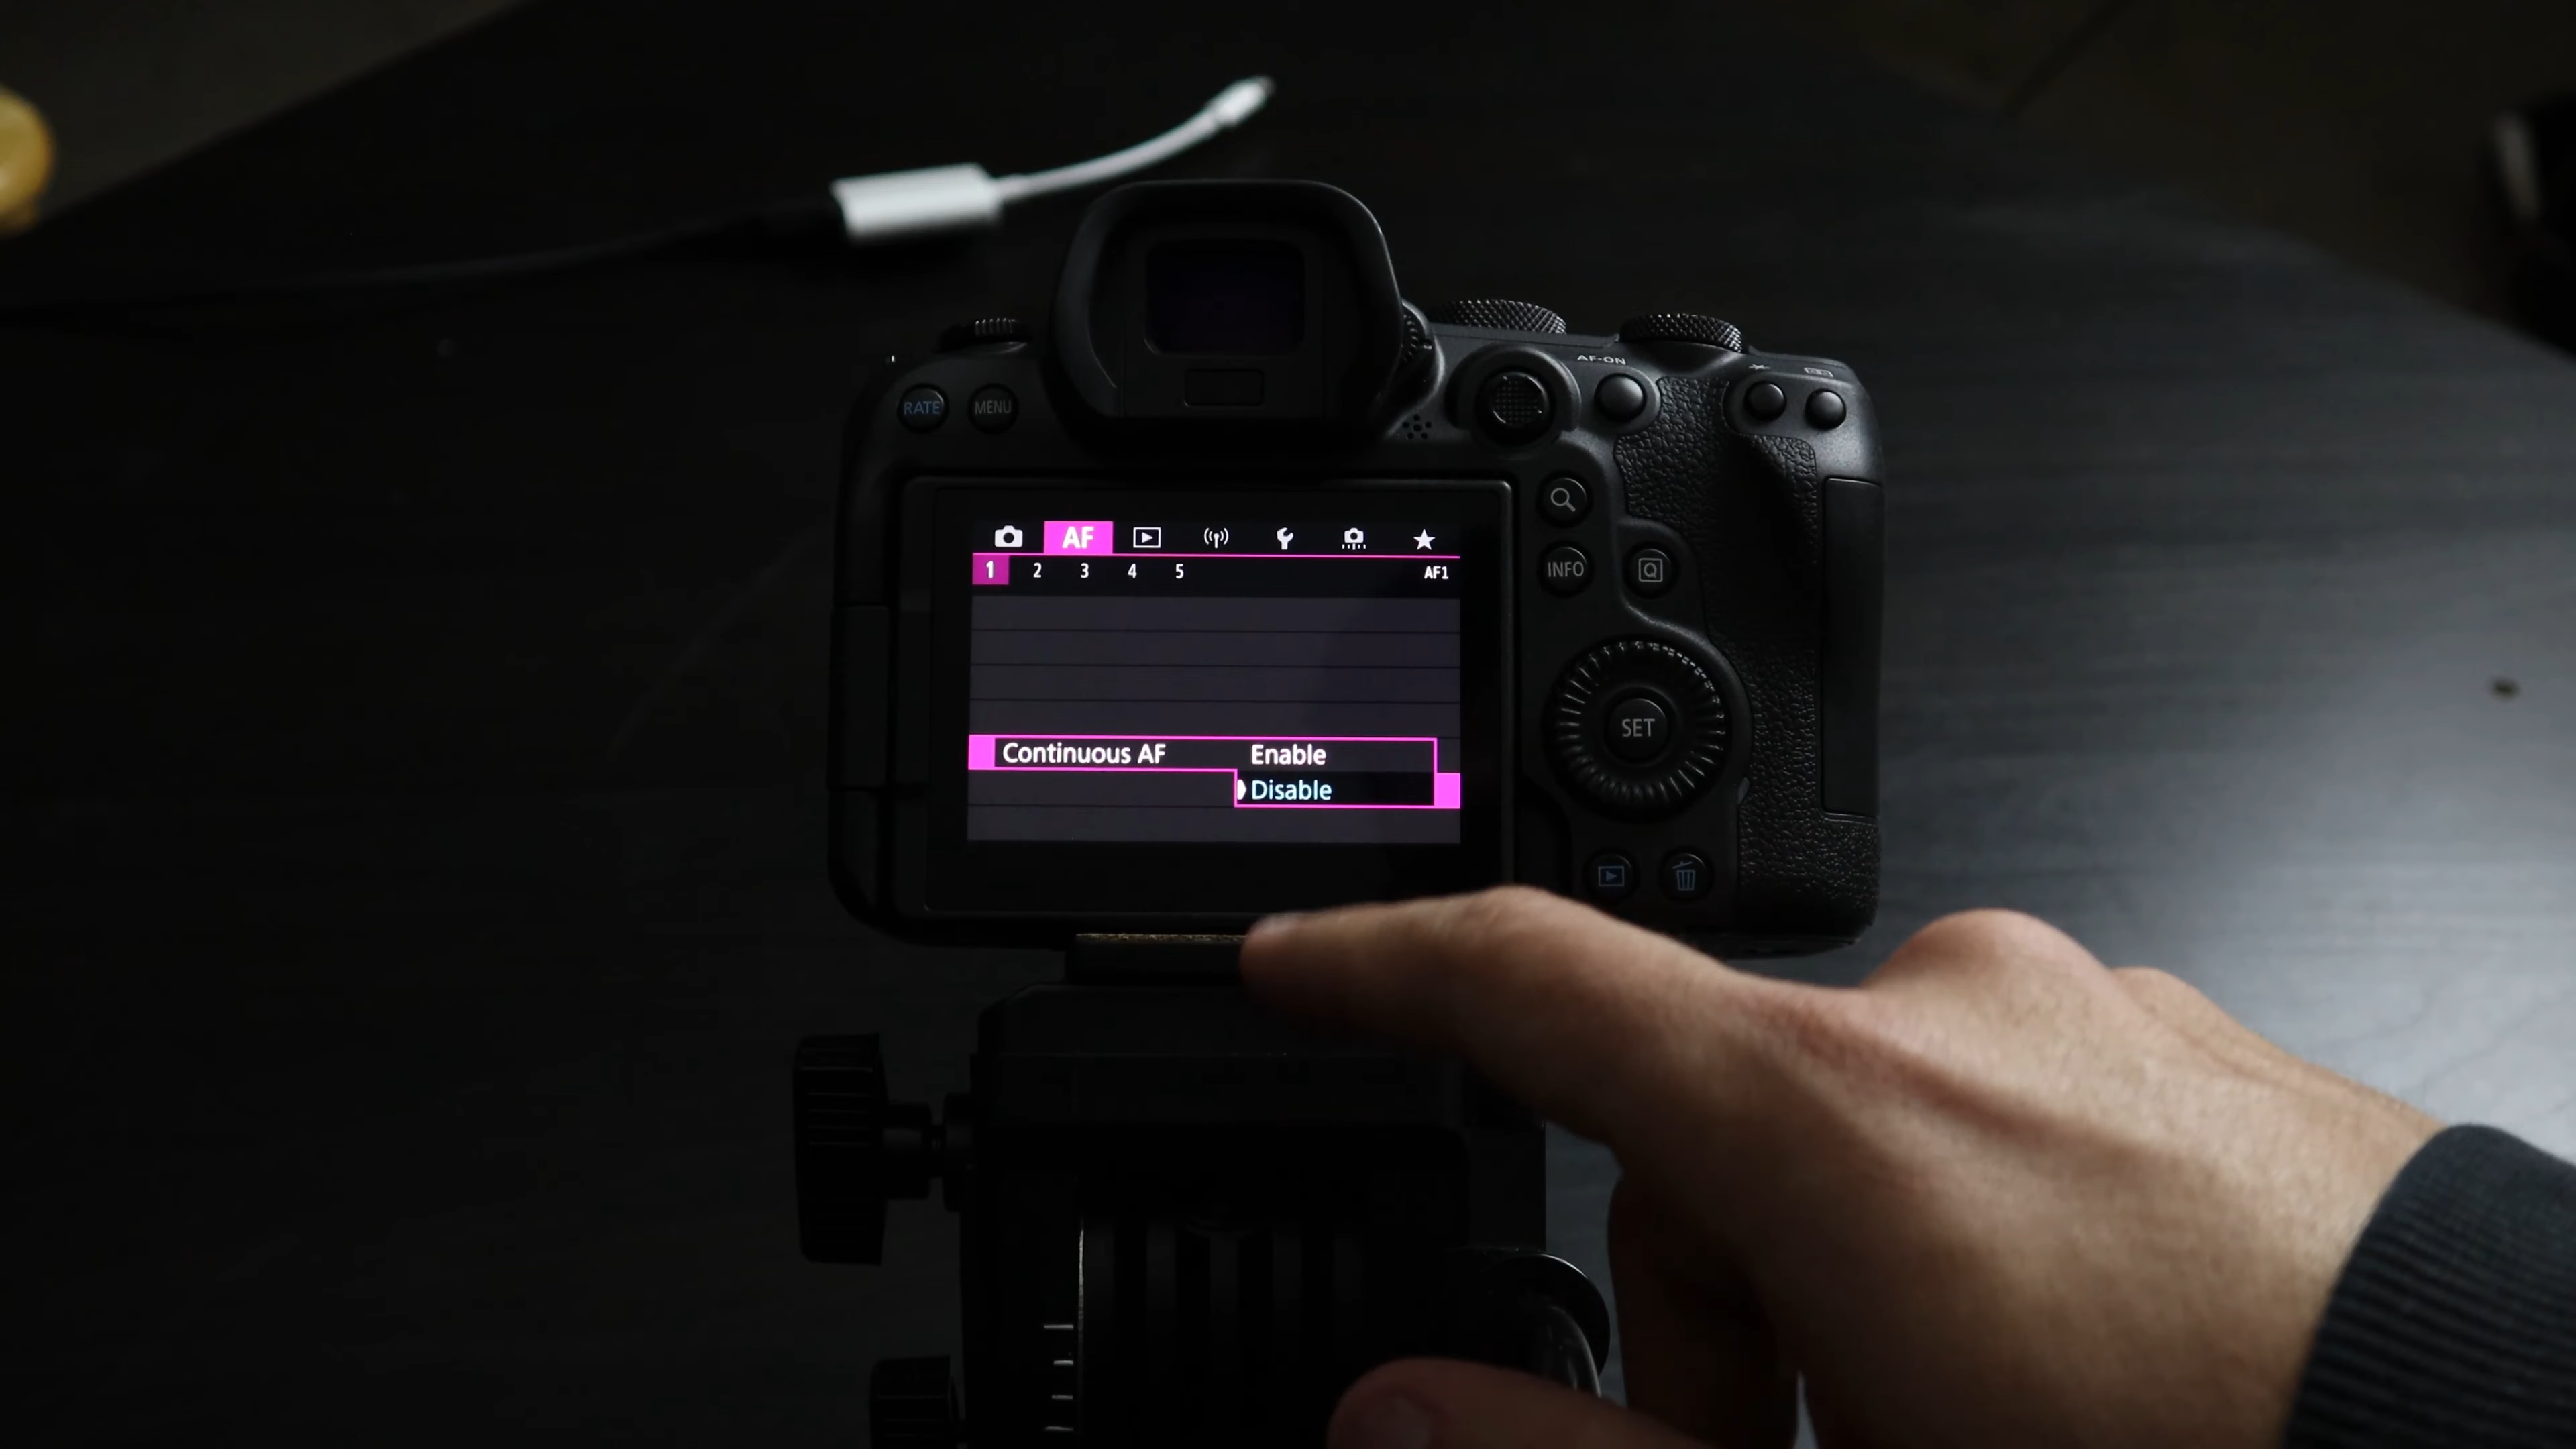 AF-ON
RATE
MENU
AF
1 2 3 4 5
AF1
INFO
Q
Continuous AF
Enable
Disable
SET